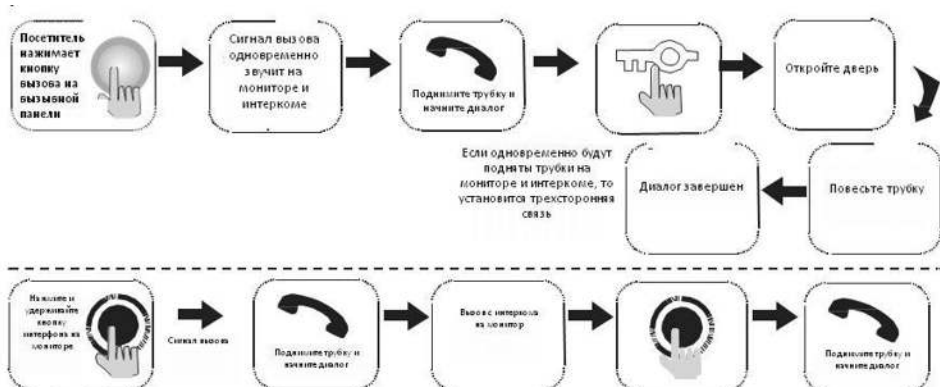 Посетитель
нажимает
кнопку
вызова на
вызывной
панели
Сигнал вызова
одновременно
звучит на
мониторе и
интеркоме
Поднимите трубку и
начните диалог
Откройте дверь
Если одновременно будут
подняты трубки на
мониторе и интеркоме, то
установится трехсторонняя
связь
Диалог завершен
Повесьте трубку
Нажмите и
удерживайте
кнопку
интерфона на
мониторе
Сигнал вызова
Поднимите трубку и
начните диалог
Вызов с интеркома
на монитор
Поднимите трубку и
начните диалог